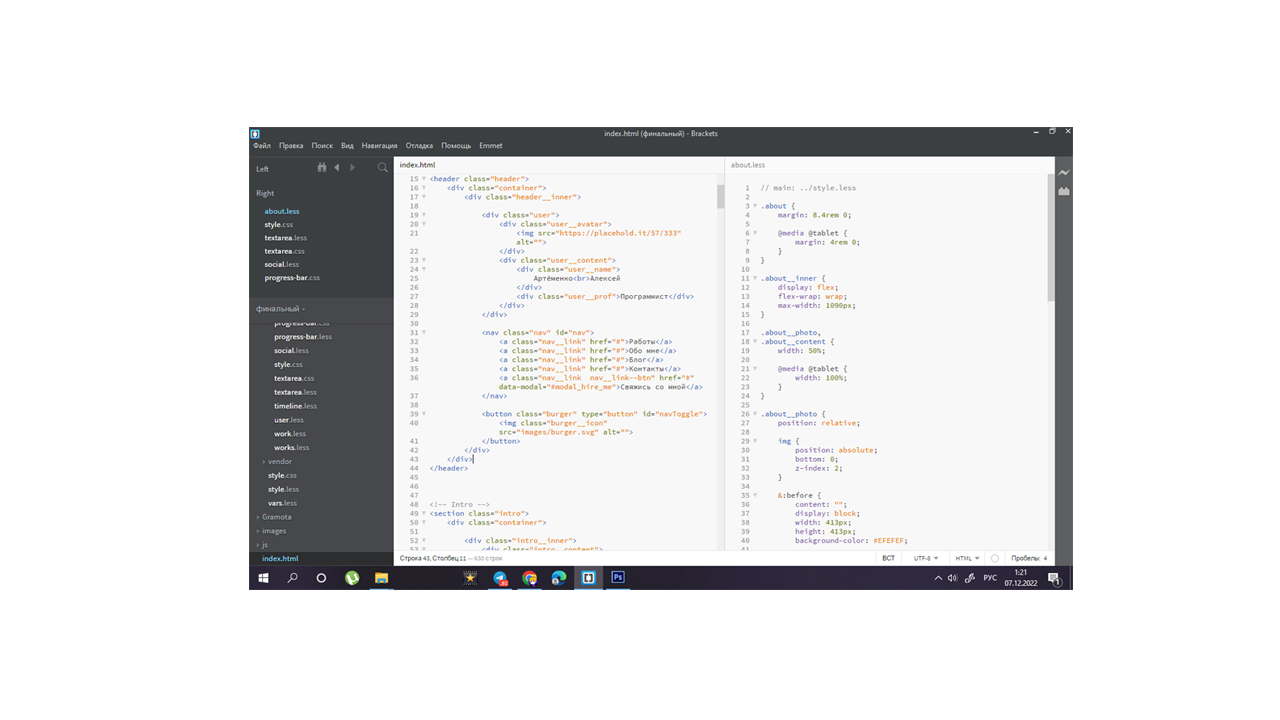 index.html (финальный) - Brackets
Файл Правка Поиск Вид Навигация Отладка Помощь Emmet
Left
Right
about.less
style.css
textarea.less
textarea.css
social.less
progress-bar.css
финальный
progress-bar.css
progress-bar.less
social.less
style.css
textarea.css
textarea.less
timeline.less
user.less
work.less
works.less
vendor
style.css
style.less
vars.less
Gramota
images
js
index.html
index.html
15 <header class="header">
16 <div class="container">
17 <div class="header__inner">
18
19 <div class="user">
20 <div class="user__avatar">
21 <img src="https://placehold.it/57/333"
alt="">
22 </div>
23 <div class="user__content">
24 <div class="user__name">
25 Артёменко<br>Алексей
26 </div>
27 <div class="user__prof">Программист</div>
28 </div>
29 </div>
30
31 <nav class="nav" id="nav">
32 <a class="nav__link" href="#">Работы</a>
33 <a class="nav__link" href="#">Обо мне</a>
34 <a class="nav__link" href="#">Блог</a>
35 <a class="nav__link" href="#">Контакты</a>
36 <a class="nav__link nav__link--btn" href="#"
data-modal="#modal_hire_me">Свяжись со мной</a>
37 </nav>
38
39 <button class="burger" type="button" id="navToggle">
40 <img class="burger__icon"
src="images/burger.svg" alt="">
41 </button>
42 </div>
43 </div>
44 </header>
45
46
47
48 <!-- Intro -->
49 <section class="intro">
50 <div class="container">
51
52 <div class="intro__inner">
53 <div class="intro__content">
about.less
1 // main: ../style.less
2
3 .about {
4 margin: 8.4rem 0;
5
6 @media @tablet {
7 margin: 4rem 0;
8 }
9 }
10
11 .about__inner {
12 display: flex;
13 flex-wrap: wrap;
14 max-width: 1090px;
15 }
16
17 .about__photo,
18 .about__content {
19 width: 50%;
20
21 @media @tablet {
22 width: 100%;
23 }
24 }
25
26 .about__photo {
27 position: relative;
28
29 img {
30 position: absolute;
31 bottom: 0;
32 z-index: 2;
33 }
34
35 &:before {
36 content: "";
37 display: block;
38 width: 413px;
39 height: 413px;
40 background-color: #EFEFEF;
41
Строка 43, Столбец 11 — 630 строк ВСТ UTF-8 HTML Пробелы: 4
Ps РУС 1:21
07.12.2022